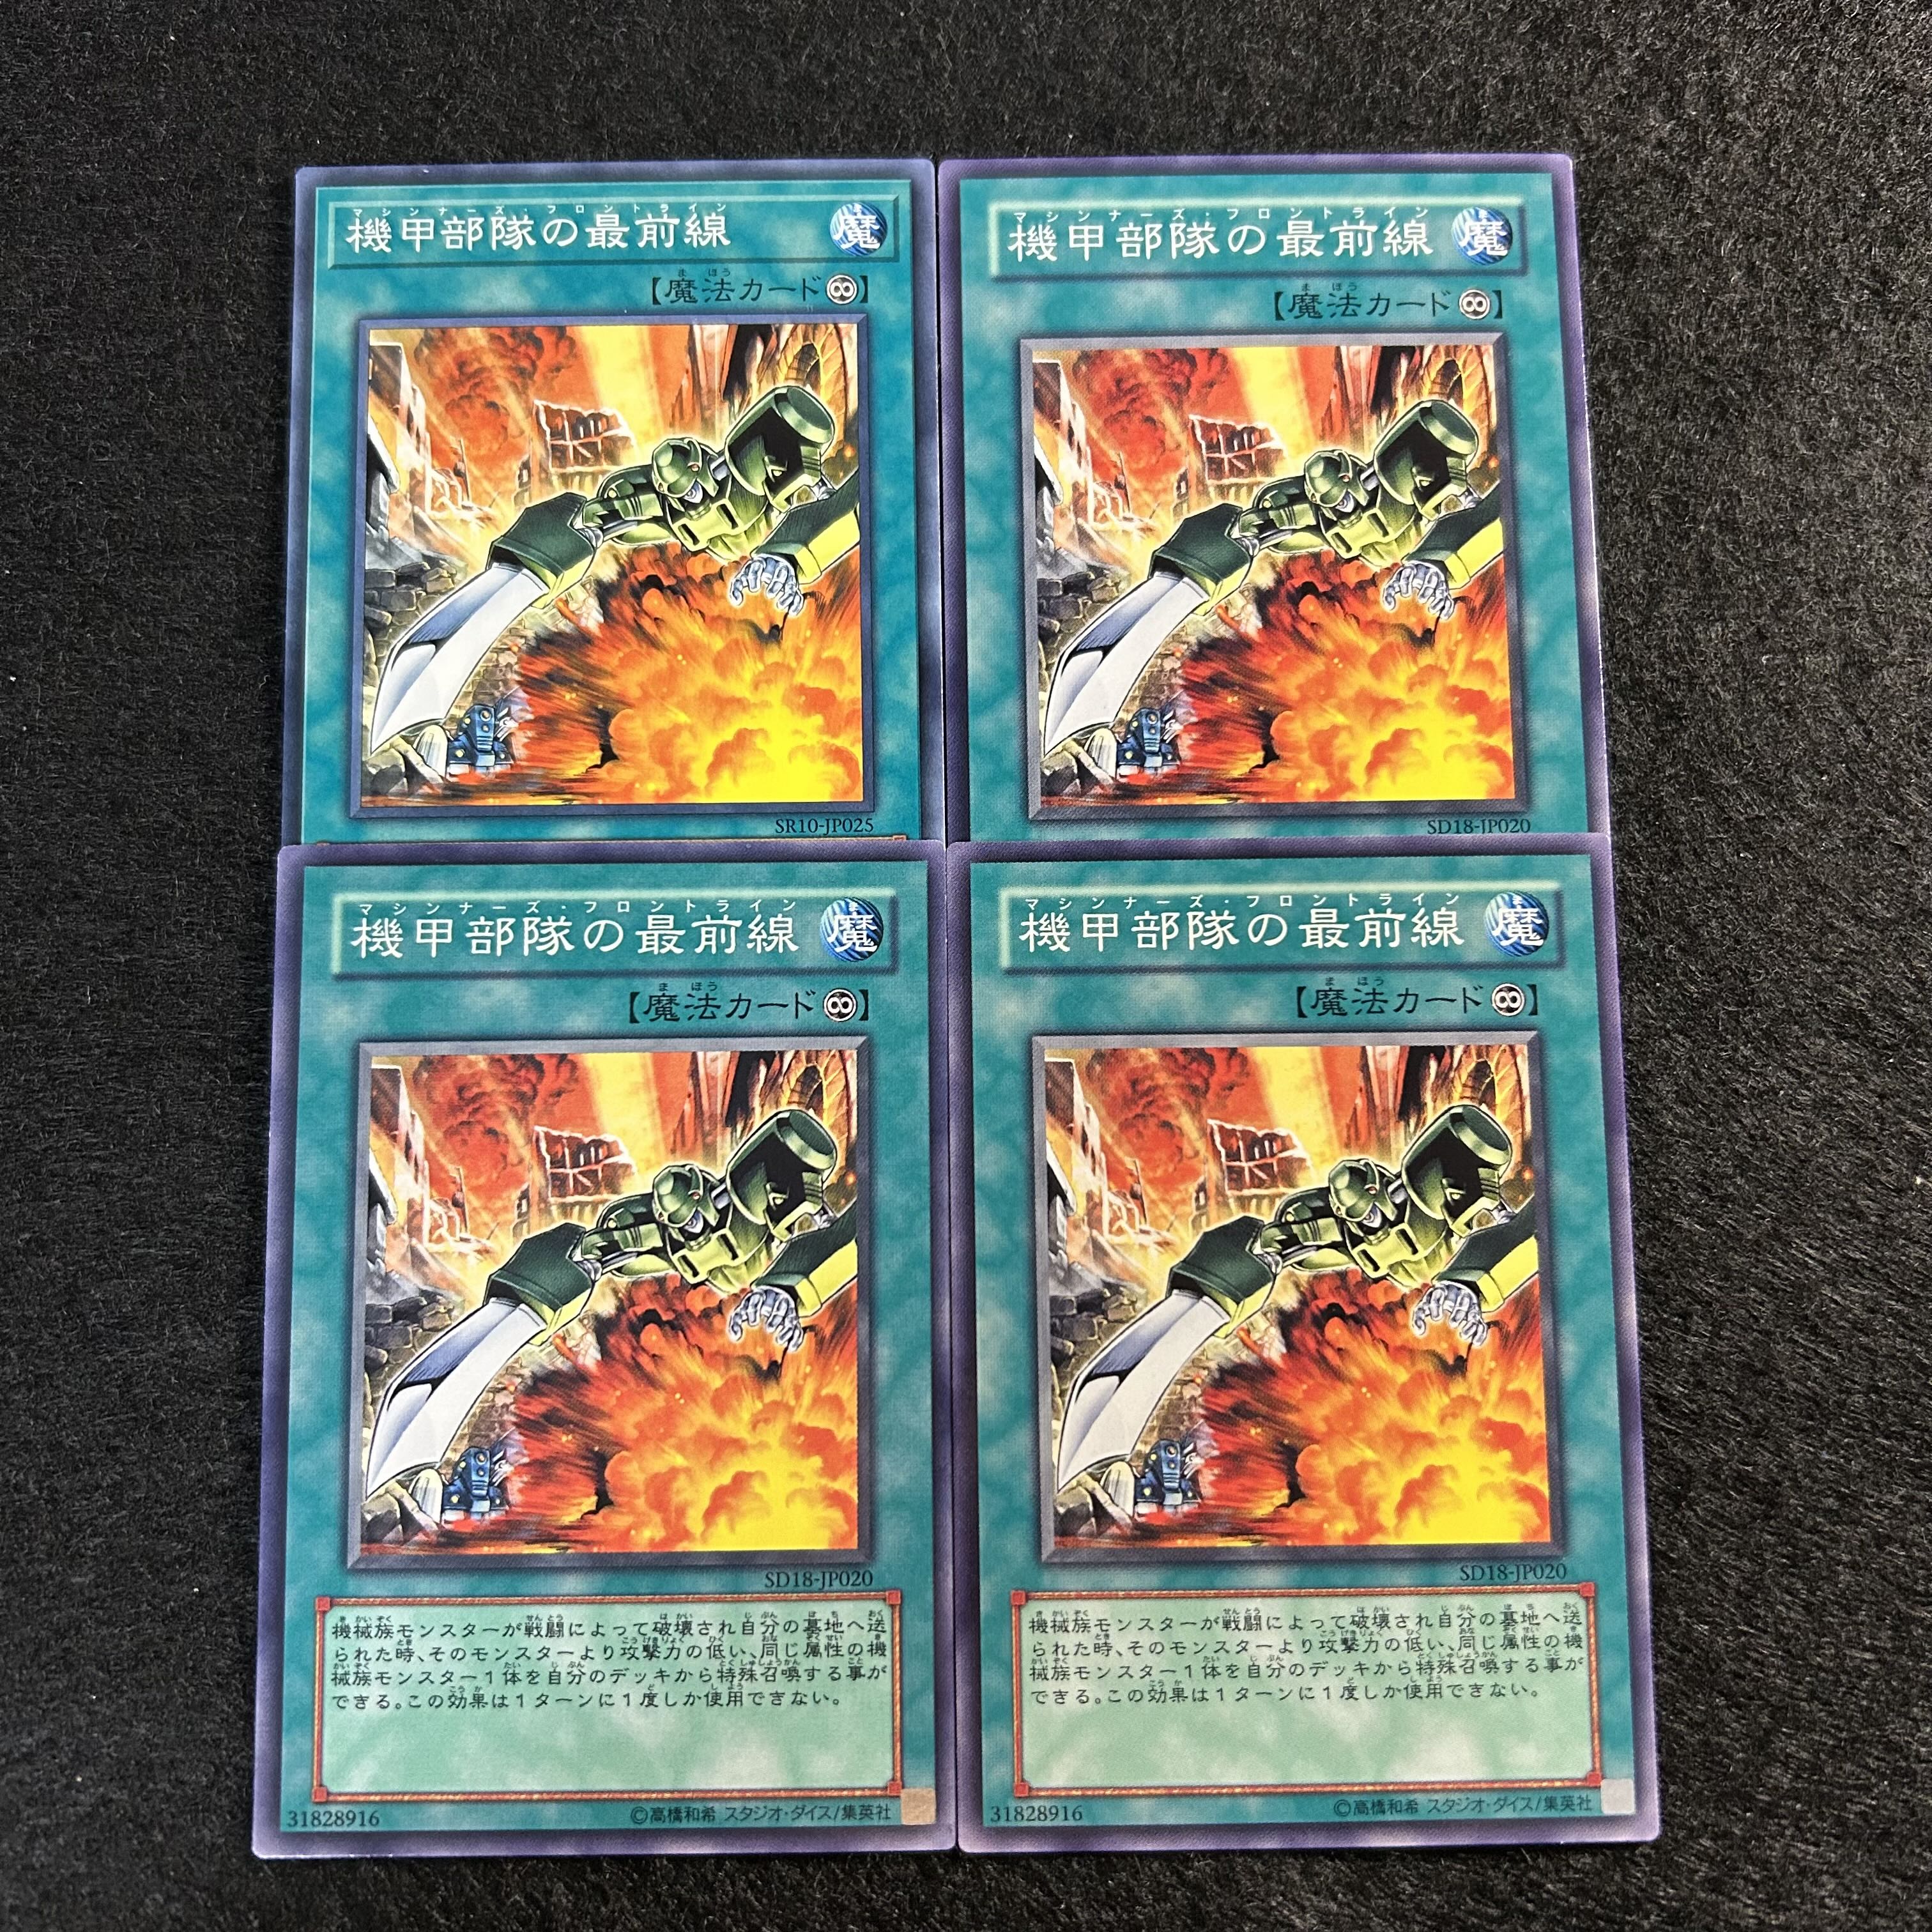 マシンナーズ・フロントライン
機甲部隊の最前線 魔
【魔法カード】
SR10-JP025
マシンナーズ・フロントライン
機甲部隊の最前線 魔
【魔法カード】
SD18-JP020
マシンナーズ・フロントライン
機甲部隊の最前線 魔
【魔法カード】
SD18-JP020
機械族モンスターが戦闘によって破壊され自分の墓地へ送
られた時、そのモンスターより攻撃力の低い、同じ属性の機
械族モンスター1体を自分のデッキから特殊召喚する事が
できる。この効果は1ターンに1度しか使用できない。
31828916 ©高橋和希 スタジオ・ダイス/集英社
マシンナーズ・フロントライン
機甲部隊の最前線 魔
【魔法カード】
SD18-JP020
機械族モンスターが戦闘によって破壊され自分の墓地へ送
られた時、そのモンスターより攻撃力の低い、同じ属性の機
械族モンスター1体を自分のデッキから特殊召喚する事が
できる。この効果は1ターンに1度しか使用できない。
31828916 ©高橋和希 スタジオ・ダイス/集英社